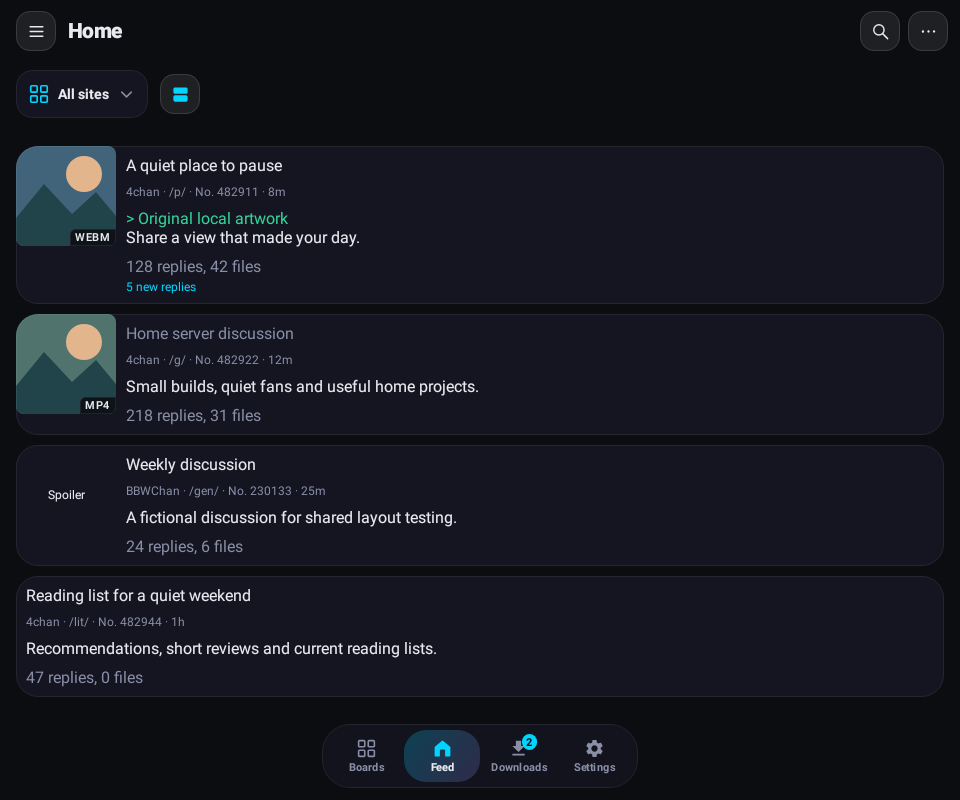 Home
All sites
A quiet place to pause
4chan · /p/ · No. 482911 · 8m
> Original local artwork
Share a view that made your day.
WEBM
128 replies, 42 files
5 new replies
Home server discussion
4chan · /g/ · No. 482922 · 12m
Small builds, quiet fans and useful home projects.
MP4
218 replies, 31 files
Weekly discussion
BBWChan · /gen/ · No. 230133 · 25m
Spoiler
A fictional discussion for shared layout testing.
24 replies, 6 files
Reading list for a quiet weekend
4chan · /lit/ · No. 482944 · 1h
Recommendations, short reviews and current reading lists.
47 replies, 0 files
2
Boards
Feed
Downloads
Settings